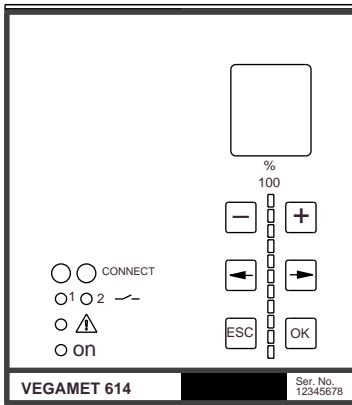 %
100
− +
CONNECT
1 2
ESC OK
on
VEGAMET 614
Ser. No.
12345678